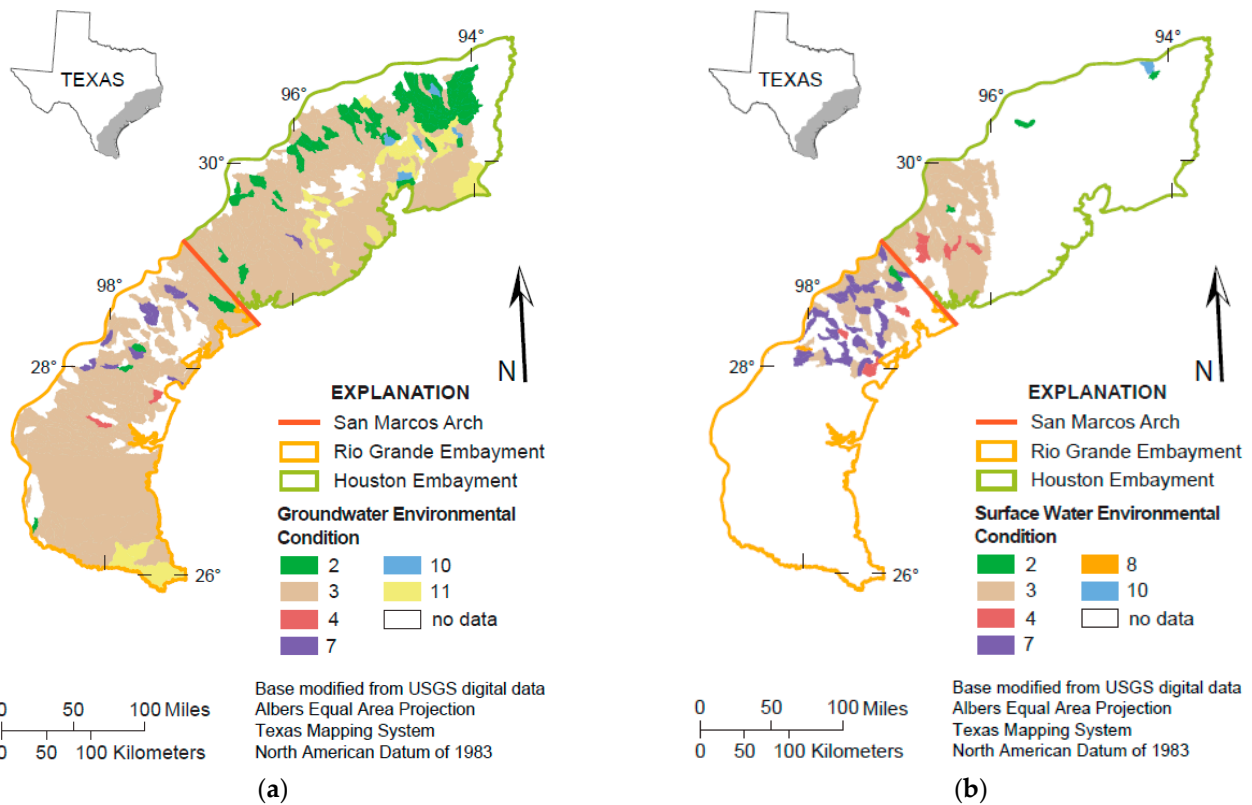 TEXAS
94°
96°
30°
98°
28°
26°
N
EXPLANATION
San Marcos Arch
Rio Grande Embayment
Houston Embayment
Groundwater Environmental
Condition
2
10
3
11
4
no data
7
0 50 100 Miles
0 50 100 Kilometers
Base modified from USGS digital data
Albers Equal Area Projection
Texas Mapping System
North American Datum of 1983
(a)
TEXAS
94°
96°
30°
98°
28°
26°
N
EXPLANATION
San Marcos Arch
Rio Grande Embayment
Houston Embayment
Surface Water Environmental
Condition
2
8
3
10
4
no data
7
0 50 100 Miles
0 50 100 Kilometers
Base modified from USGS digital data
Albers Equal Area Projection
Texas Mapping System
North American Datum of 1983
(b)